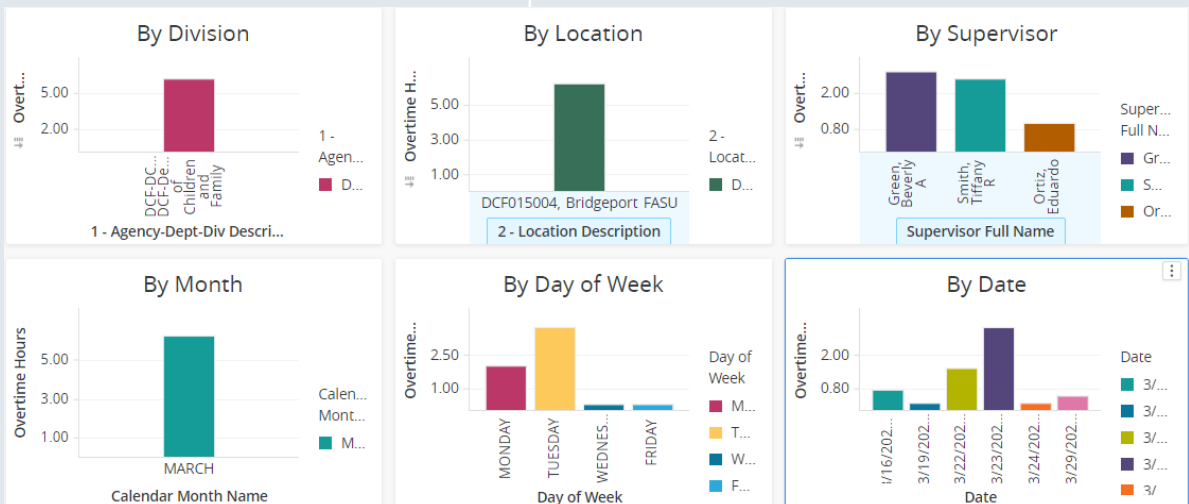 By Division
Overt...
5.00
2.00
DCF-DC...
DCF-De...
of
Children
and
Family
1 - Agency-Dept-Div Descri...
1 -
Agen...
D...
By Location
Overtime H...
5.00
3.00
1.00
DCF015004, Bridgeport FASU
2 - Location Description
2 -
Locat...
D...
By Supervisor
Overt...
2.00
0.80
Green,
Beverly
A
Smith,
Tiffany
R
Ortiz,
Eduardo
Supervisor Full Name
Super...
Full N...
Gr...
S...
Or...
By Month
Overtime Hours
5.00
3.00
1.00
MARCH
Calendar Month Name
Calen...
Mont...
M...
By Day of Week
Overtime...
2.50
1.00
MONDAY
TUESDAY
WEDNES...
FRIDAY
Day of Week
Day of
Week
M...
T...
W...
F...
By Date
Overtime...
2.00
0.80
/16/202...
3/19/202...
3/22/202...
3/23/202...
3/24/202...
3/29/202...
Date
Date
3/...
3/...
3/...
3/...
3/